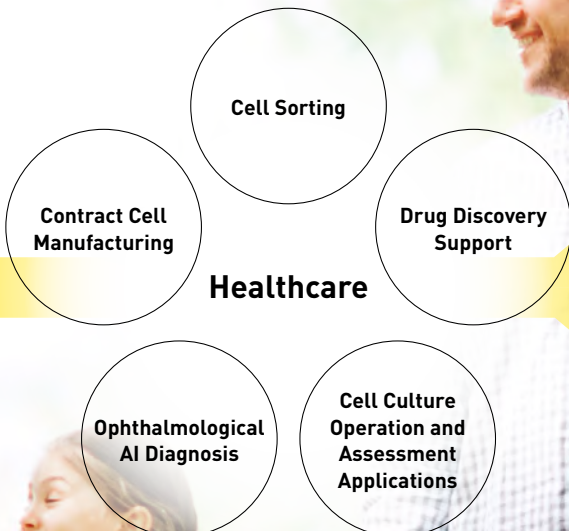 Cell Sorting
Contract Cell
Manufacturing
Drug Discovery
Support
Healthcare
Ophthalmological
AI Diagnosis
Cell Culture
Operation and
Assessment
Applications